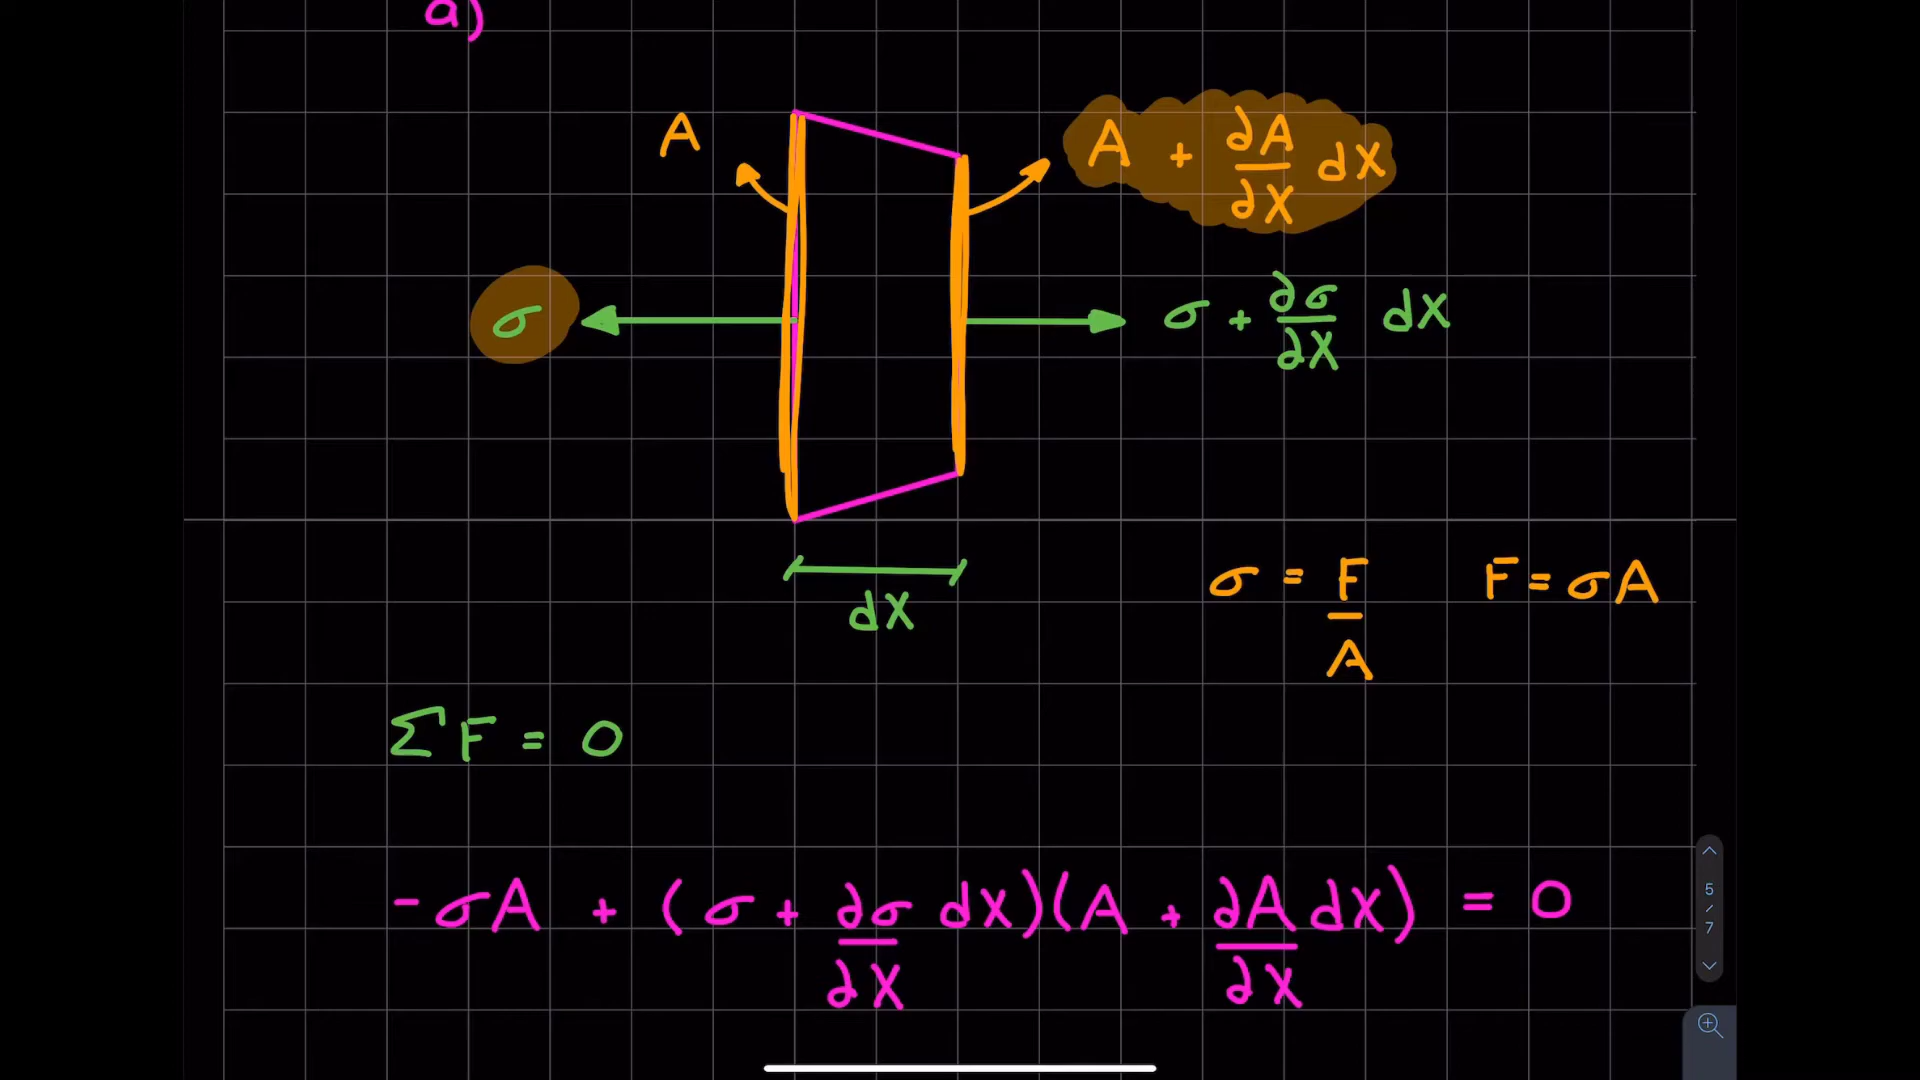 a)
A
A + ∂A/∂X dX
σ
σ + ∂σ/∂X dX
dX
σ = F/A
F = σA
ΣF = 0
-σA + (σ + ∂σ/∂X dX)(A + ∂A/∂X dX) = 0
5
/
7